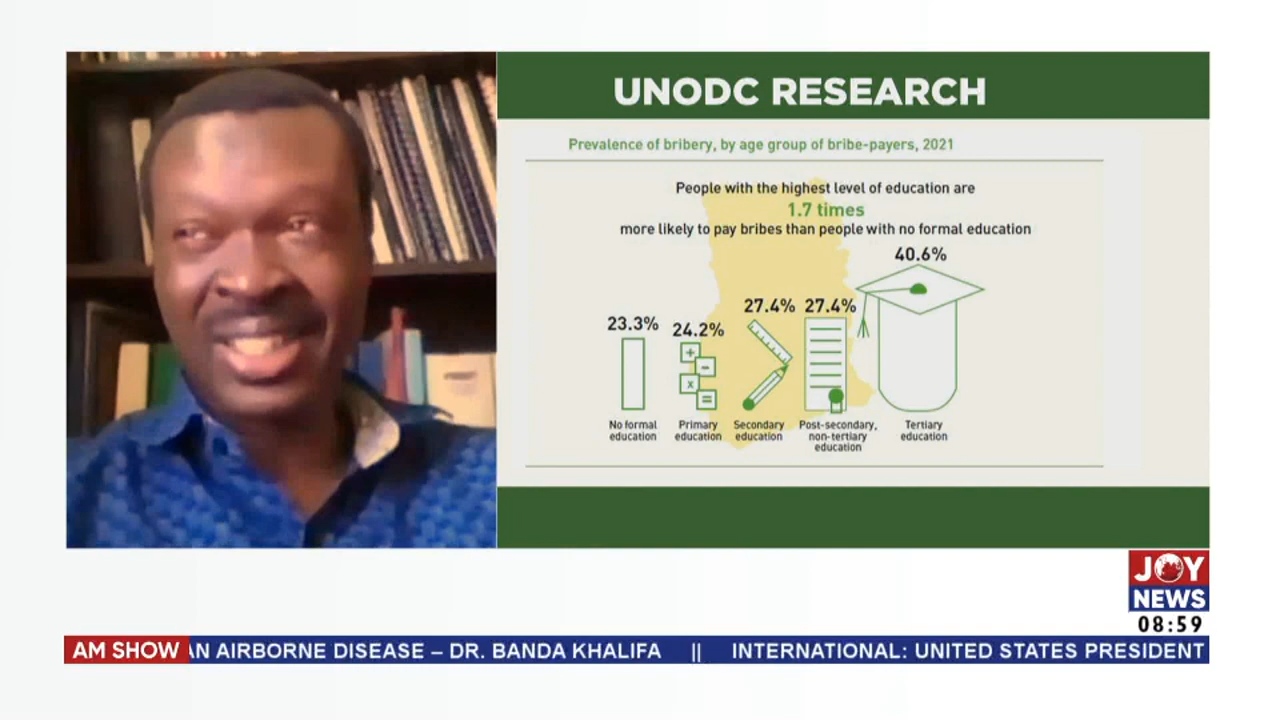 UNODC RESEARCH
Prevalence of bribery, by age group of bribe-payers, 2021
People with the highest level of education are
1.7 times
more likely to pay bribes than people with no formal education
40.6%
27.4% 27.4%
23.3% 24.2%
+
-
x
=
No formal
education
Primary
education
Secondary
education
Post-secondary,
non-tertiary
education
Tertiary
education
JOY
NEWS
08:59
AM SHOW AN AIRBORNE DISEASE – DR. BANDA KHALIFA || INTERNATIONAL: UNITED STATES PRESIDENT